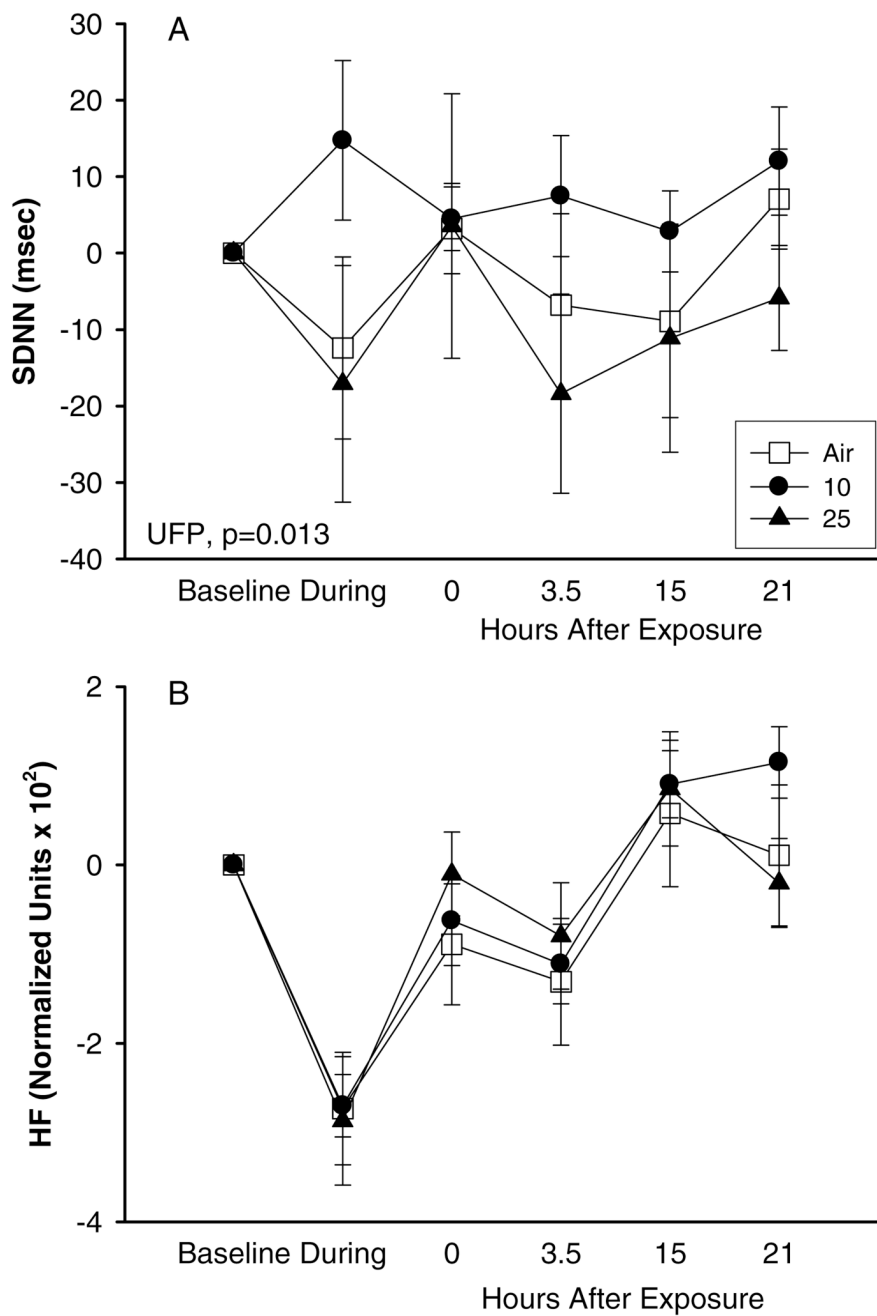 A
30
20
10
0
-10
-20
-30
-40
SDNN (msec)
Air
10
25
UFP, p=0.013
Baseline During 0 3.5 15 21
Hours After Exposure
B
2
0
-2
-4
HF (Normalized Units x 10²)
Baseline During 0 3.5 15 21
Hours After Exposure